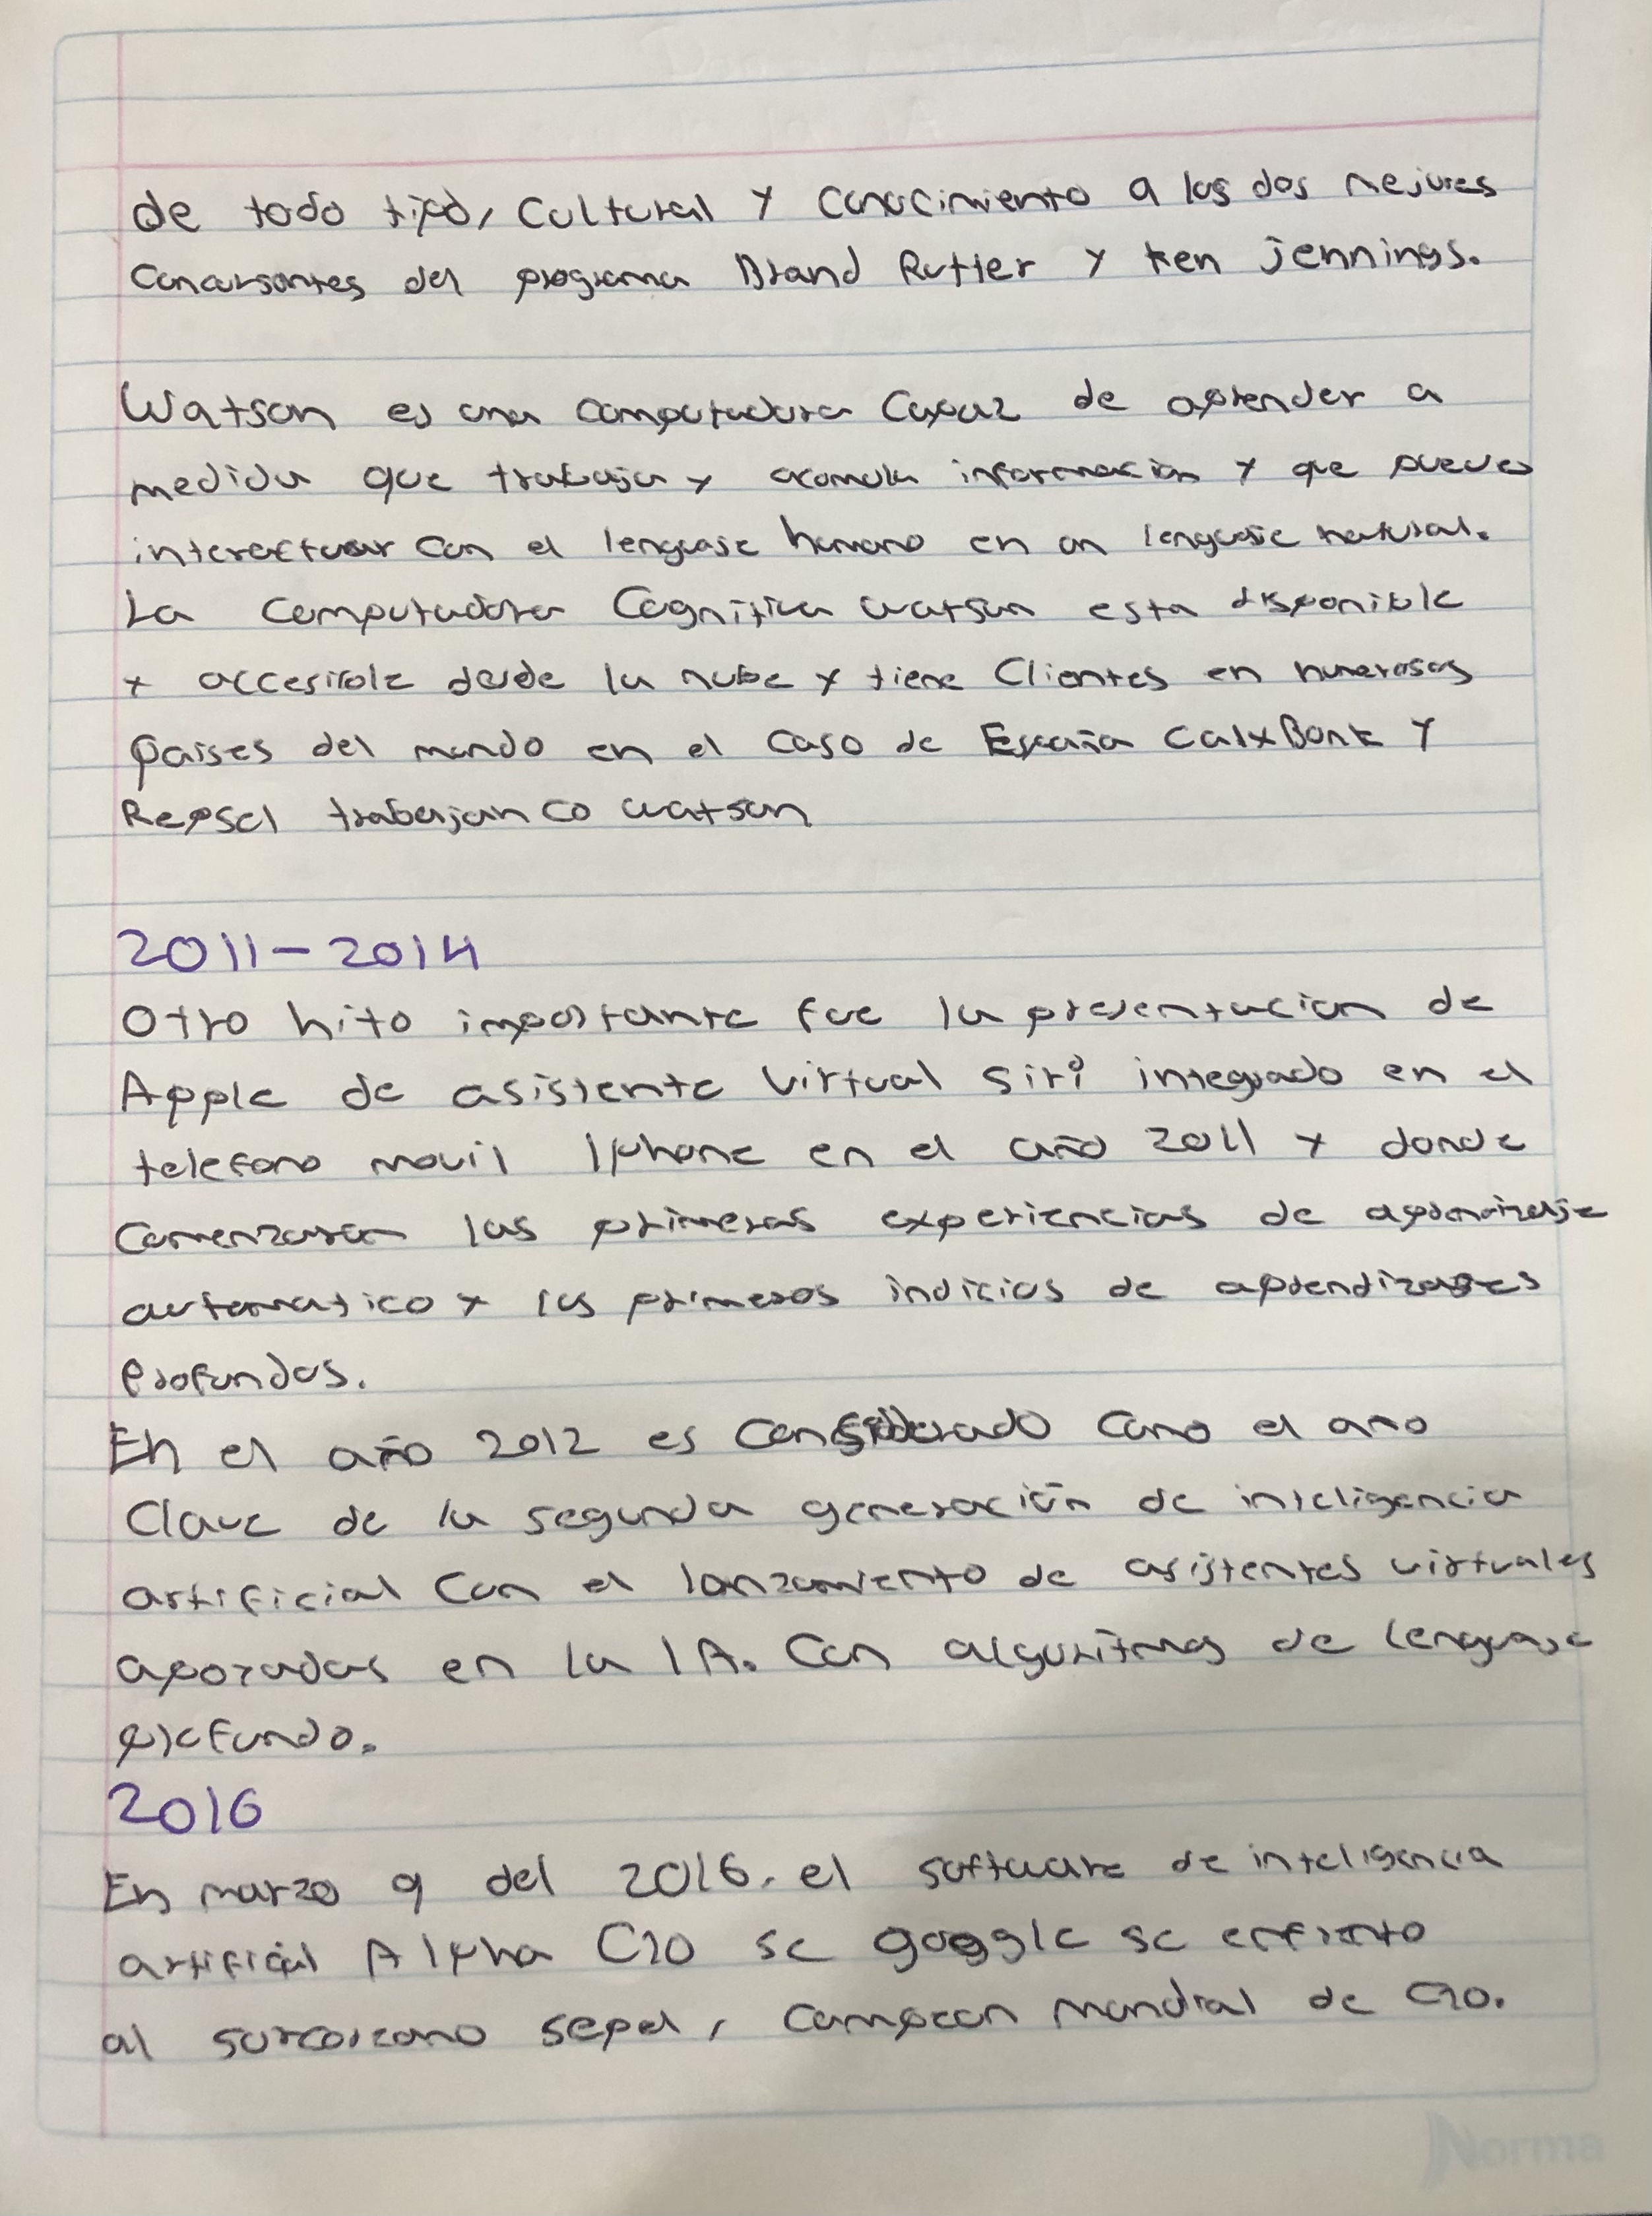 de todo tipo, Cultural y Conocimiento a los dos mejores
Concursantes del programa Brand Rutter y Ken jennings.
Watson es una computadora Capaz de aprender a
medida que trabaja y acomula informacion y que puede
interactuar con el lenguaje humano en un lenguaje natural.
La Computadora Cognitiva watson esta disponible
y accesible desde la nube y tiene Clientes en numerosos
países del mundo en el caso de España CaixBank y
Repsol trabajan co watson
2011-2014
Otro hito importante fue la presentacion de
Apple de asistente virtual siri integrado en el
telefono movil Iphone en el año 2011 y donde
Comenzaron las primeras experiencias de aprendizaje
automatico y los primeros indicios de aprendizajes
profundos.
En el año 2012 es Considerado Como el ano
Clave de la segunda generación de inteligencia
artificial Con el lanzamiento de asistentes virtuales
apoyados en la IA. Con algoritmos de lenguaje
profundo.
2016
En marzo 9 del 2016, el software de inteligencia
artificial Alpha GO se goggle se enfrento
al surcoreano sepol, Campeon mundial de GO.
Norma